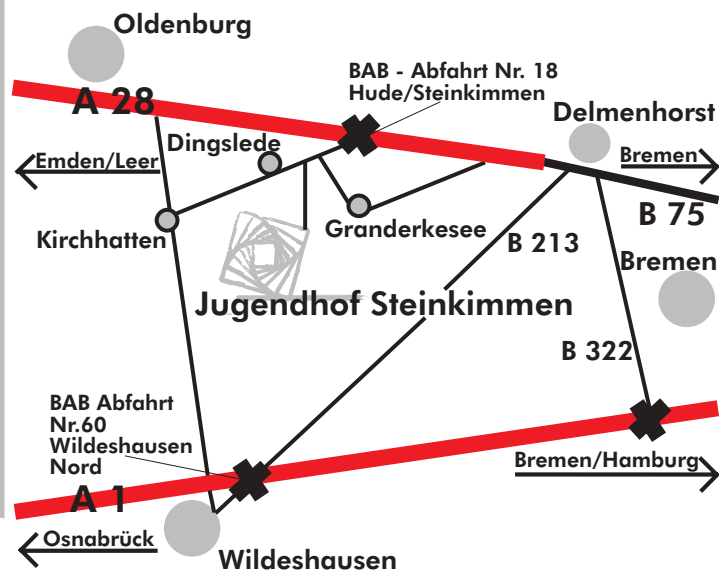 Oldenburg
BAB - Abfahrt Nr. 18
Hude/Steinkimmen
A 28
Delmenhorst
Dingslede
Emden/Leer
Bremen
Kirchhatten
Granderkesee
B 75
B 213
Bremen
Jugendhof Steinkimmen
B 322
BAB Abfahrt
Nr.60
Wildeshausen
Nord
Bremen/Hamburg
A 1
Osnabrück
Wildeshausen